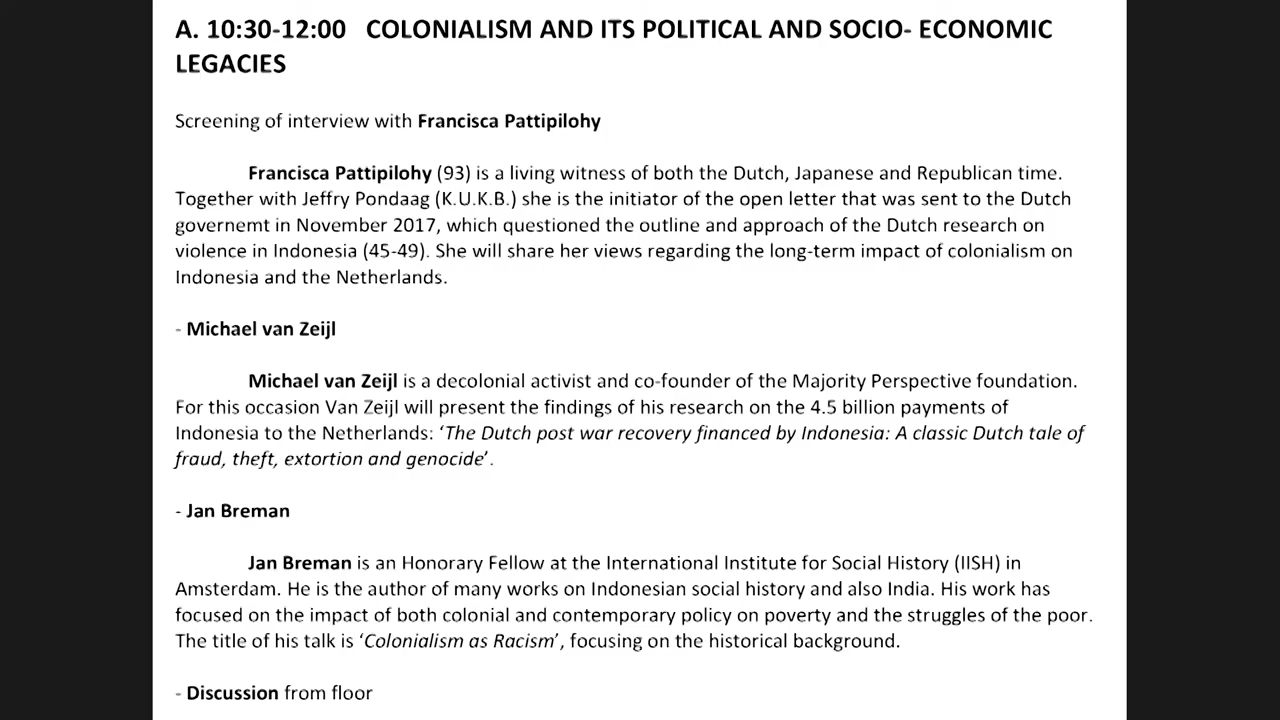 A. 10:30-12:00 COLONIALISM AND ITS POLITICAL AND SOCIO- ECONOMIC
LEGACIES
Screening of interview with Francisca Pattipilohy
Francisca Pattipilohy (93) is a living witness of both the Dutch, Japanese and Republican time.
Together with Jeffry Pondaag (K.U.K.B.) she is the initiator of the open letter that was sent to the Dutch
governemt in November 2017, which questioned the outline and approach of the Dutch research on
violence in Indonesia (45-49). She will share her views regarding the long-term impact of colonialism on
Indonesia and the Netherlands.
- Michael van Zeijl
Michael van Zeijl is a decolonial activist and co-founder of the Majority Perspective foundation.
For this occasion Van Zeijl will present the findings of his research on the 4.5 billion payments of
Indonesia to the Netherlands: ‘The Dutch post war recovery financed by Indonesia: A classic Dutch tale of
fraud, theft, extortion and genocide’.
- Jan Breman
Jan Breman is an Honorary Fellow at the International Institute for Social History (IISH) in
Amsterdam. He is the author of many works on Indonesian social history and also India. His work has
focused on the impact of both colonial and contemporary policy on poverty and the struggles of the poor.
The title of his talk is ‘Colonialism as Racism’, focusing on the historical background.
- Discussion from floor